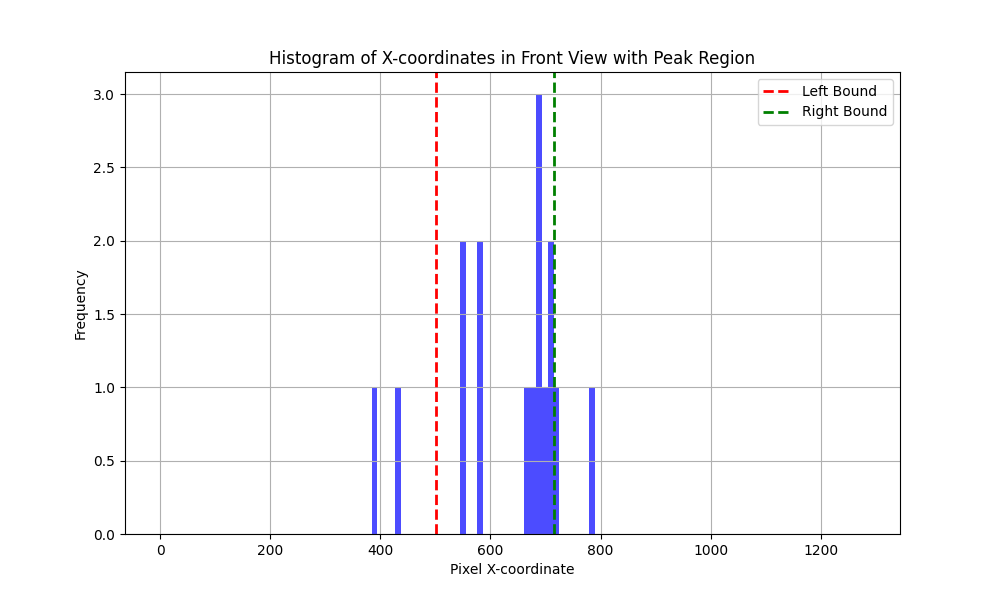 Histogram of X-coordinates in Front View with Peak Region
Left Bound
Right Bound
3.0
2.5
2.0
1.5
1.0
0.5
0.0
Frequency
0 200 400 600 800 1000 1200
Pixel X-coordinate